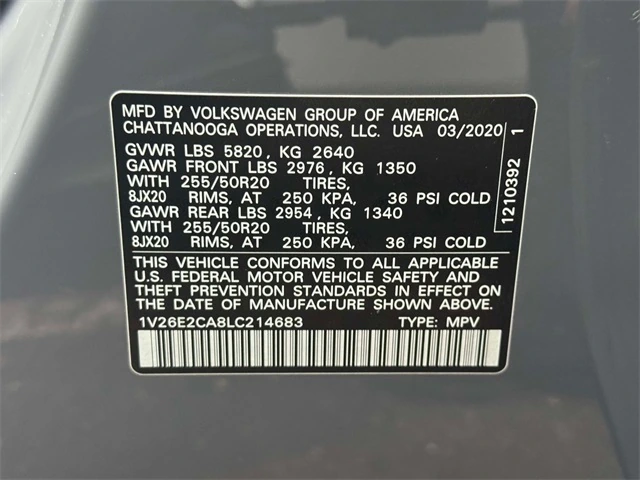 MFD BY VOLKSWAGEN GROUP OF AMERICA
CHATTANOOGA OPERATIONS, LLC. USA 03/2020
GVWR LBS 5820, KG 2640
GAWR FRONT LBS 2976, KG 1350
WITH 255/50R20 TIRES,
8JX20 RIMS, AT 250 KPA, 36 PSI COLD
GAWR REAR LBS 2954, KG 1340
WITH 255/50R20 TIRES,
8JX20 RIMS, AT 250 KPA, 36 PSI COLD
THIS VEHICLE CONFORMS TO ALL APPLICABLE
U.S. FEDERAL MOTOR VEHICLE SAFETY AND
THEFT PREVENTION STANDARDS IN EFFECT
ON THE DATE OF MANUFACTURE SHOWN ABOVE.
1V26E2CA8LC214683 TYPE: MPV
1210392 1